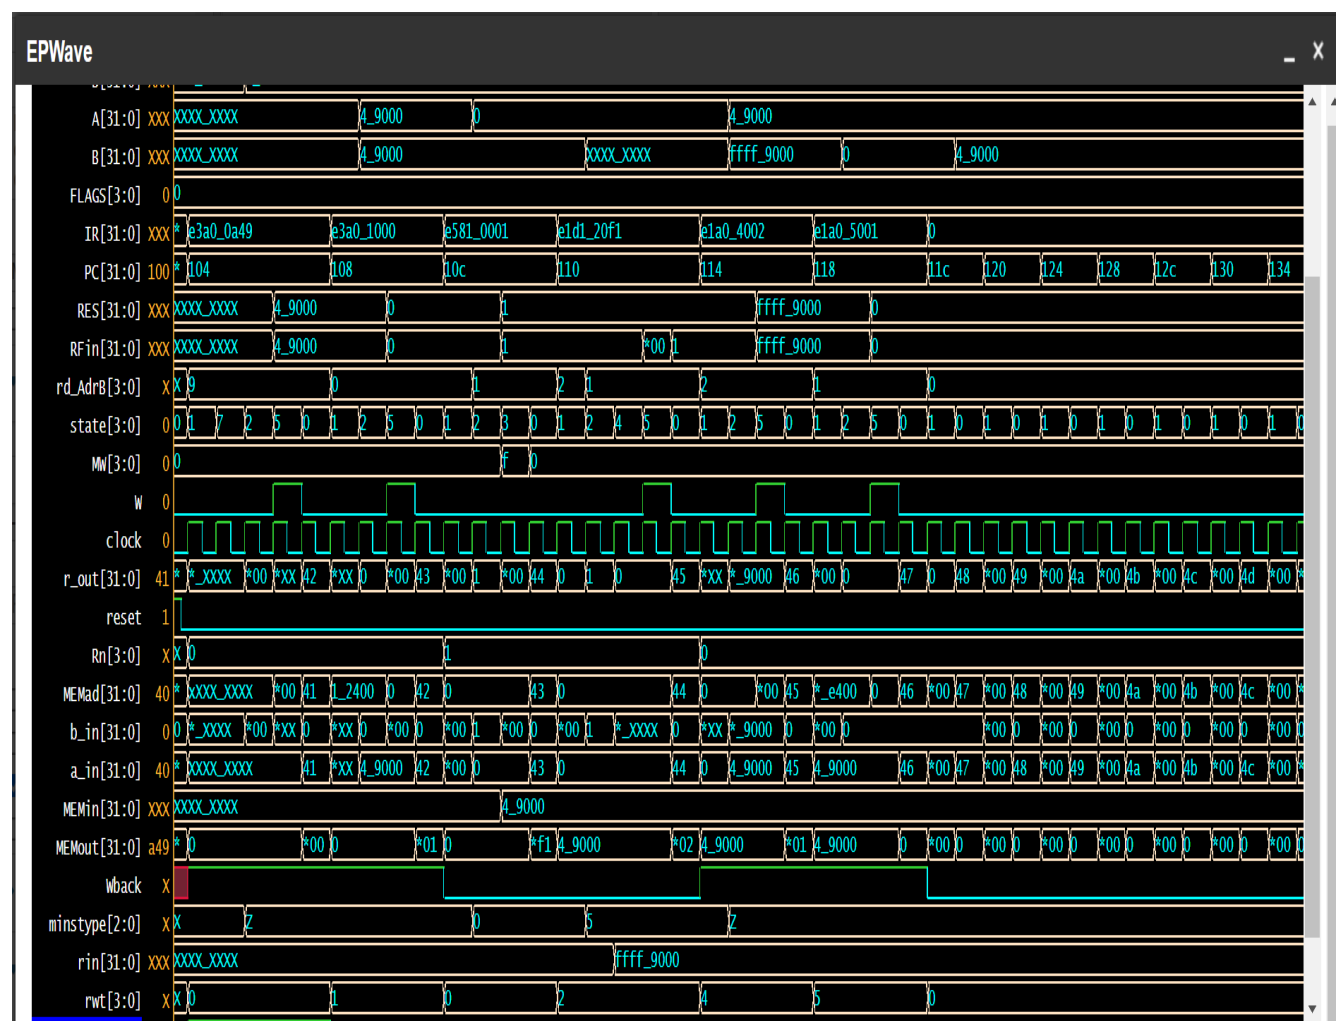 EPWave
A[31:0] XXX XXXX_XXXX 4_9000 0 4_9000
B[31:0] XXX XXXX_XXXX 4_9000 XXXX_XXXX ffff_9000 0 4_9000
FLAGS[3:0] 0 0
IR[31:0] XXX * e3a0_0a49 e3a0_1000 e581_0001 e1d1_20f1 e1a0_4002 e1a0_5001 0
PC[31:0] 100 * 104 108 10c 110 114 118 11c 120 124 128 12c 130 134
RES[31:0] XXX XXXX_XXXX 4_9000 0 1 ffff_9000 0
RFin[31:0] XXX XXXX_XXXX 4_9000 0 1 *00 1 ffff_9000 0
rd_AdrB[3:0] X X 9 0 1 2 1 2 1 0
state[3:0] 0 0 1 7 2 5 0 1 2 5 0 1 2 3 0 1 2 4 5 0 1 2 5 0 1 2 5 0 1 0 1 0 1 0 1 0 1 0 1 0 1 0
MW[3:0] 0 0 f 0
W 0
clock 0
r_out[31:0] 41 * *_XXXX *00 *XX 42 *XX 0 *00 43 *00 1 *00 44 0 1 0 45 *XX *_9000 46 *00 0 47 0 48 *00 49 *00 4a *00 4b *00 4c *00 4d *00 *
reset 1
Rn[3:0] X X 0 1 0
MEMad[31:0] 40 * xXXX_XXXX *00 41 1_2400 0 42 0 43 0 44 0 *00 45 *_e400 0 46 *00 47 *00 48 *00 49 *00 4a *00 4b *00 4c *00 *
b_in[31:0] 0 0 *_XXXX *00 *XX 0 *XX 0 *00 0 *00 1 *00 0 *00 1 *_XXXX 0 *XX *_9000 0 *00 0 *00 0 *00 0 *00 0 *00 0 *00 0 *00 0
a_in[31:0] 40 * XXXX_XXXX 41 *XX 4_9000 42 *00 0 43 0 44 0 4_9000 45 4_9000 46 *00 47 *00 48 *00 49 *00 4a *00 4b *00 4c *00 *
MEMin[31:0] XXX XXXX_XXXX 4_9000
MEMout[31:0] a49 * 0 *00 0 *01 0 *f1 4_9000 *02 4_9000 *01 4_9000 0 *00 0 *00 0 *00 0 *00 0 *00 0 *00 0 *00 0
Wback X
minstype[2:0] X X Z 0 5 Z
rin[31:0] XXX XXXX_XXXX ffff_9000
rwt[3:0] X X 0 1 0 2 4 5 0